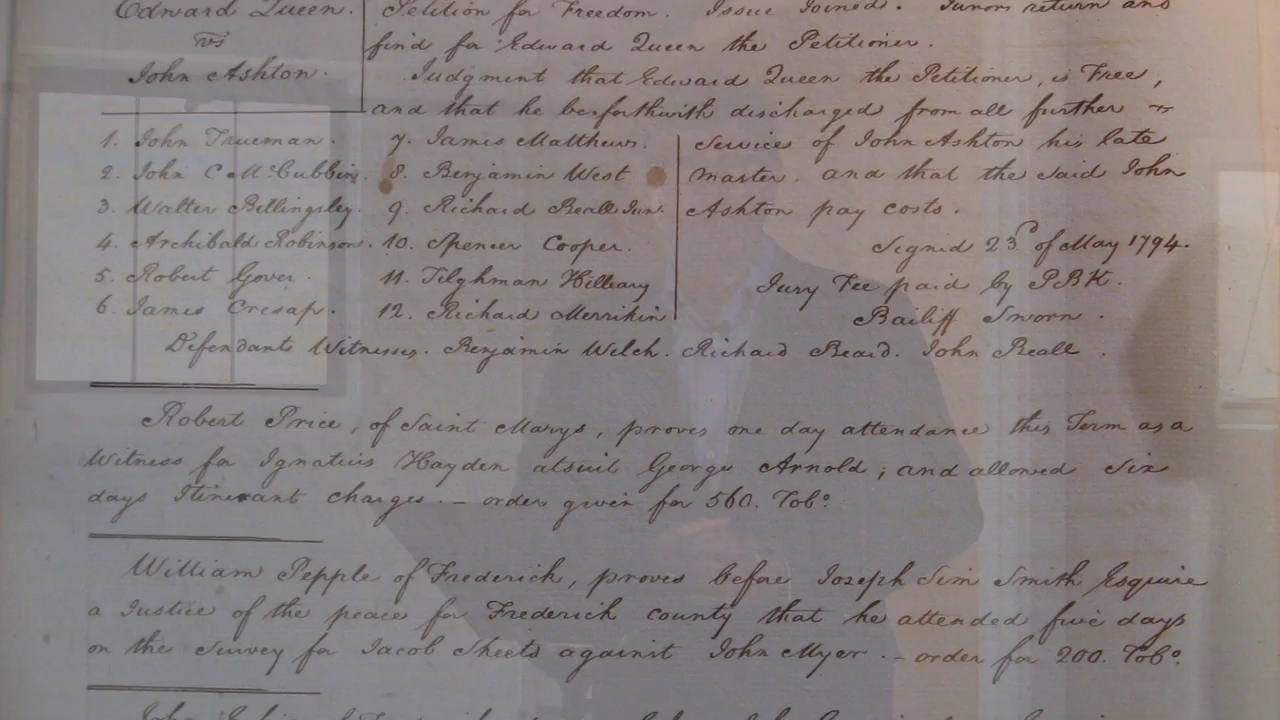 Edward Queen.
vs
John Ashton.
Petition for Freedom. Issue Joined. Jurors return and
find for Edward Queen the Petitioner.
Judgment that Edward Queen the Petitioner, is Free,
and that he be forthwith discharged from all further
1. John Trueman.
2. John C McCubbin.
3. Walter Billingsley.
4. Archibald Robinson.
5. Robert Gover.
6. James Cresap.
7. James Matthews.
8. Benjamin West
9. Richard Beall Jun.
10. Spencer Cooper.
11. Tilghman Hilleary
12. Richard Merrikin
Service of John Ashton his late
Master. and that the said John
Ashton pay costs.
Signed 23d of May 1794.
Jury Fee paid by PBK.
Bailiff Sworn.
Defendants Witnesses. Benjamin Welch. Richard Beard. John Beall.
Robert Price, of Saint Marys, proves one day attendance this Term as a
Witness for Ignatius Hayden atsuit George Arnold; and allowed Six
days Itinerant charges. — order given for 560. Tobo.
William Pepple of Frederick, proves before Joseph Sim Smith Esquire
a Justice of the peace for Frederick County that he attended five days
on the Survey for Jacob Sheets against John Myer. — order for 200. Tobo.